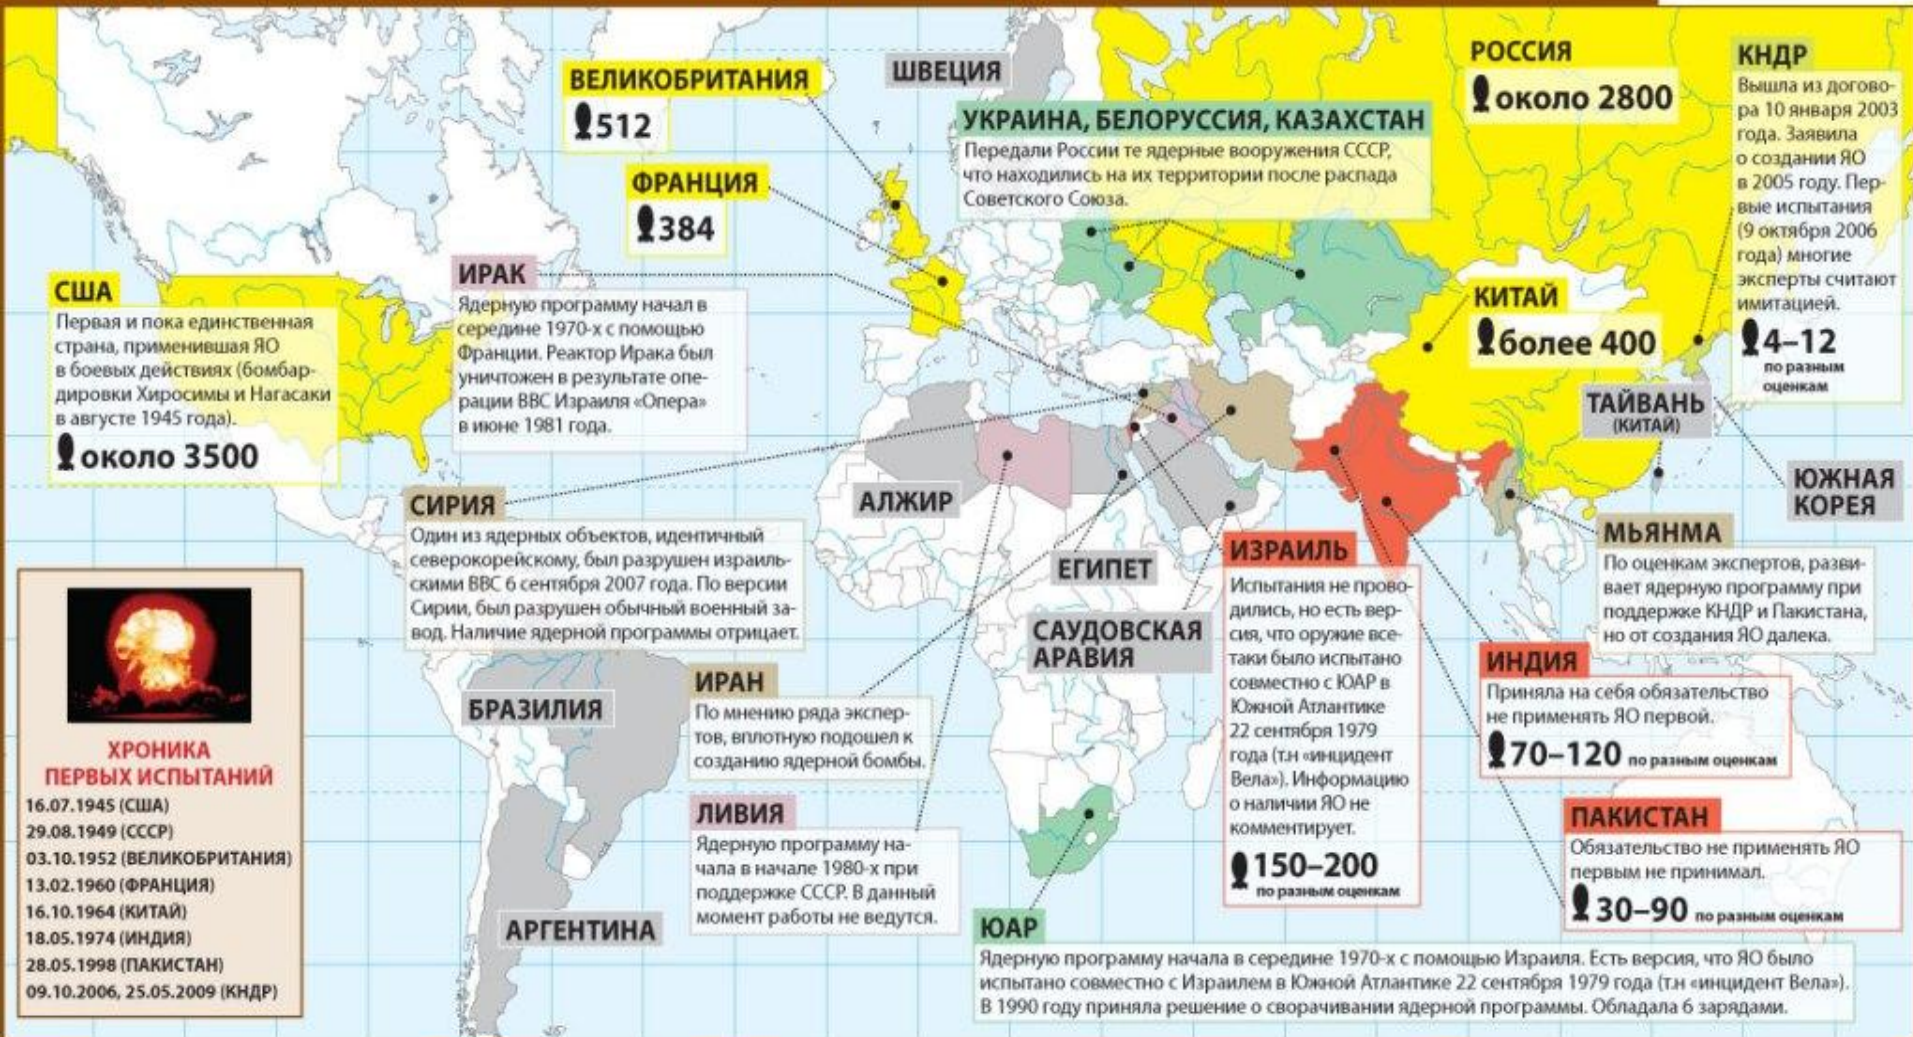 ВЕЛИКОБРИТАНИЯ
512
ШВЕЦИЯ
РОССИЯ
около 2800
КНДР
Вышла из догово-
ра 10 января 2003
года. Заявила
о создании ЯО
в 2005 году. Пер-
вые испытания
(9 октября 2006
года) многие
эксперты считают
имитацией.
4–12
по разным
оценкам
ФРАНЦИЯ
384
УКРАИНА, БЕЛОРУССИЯ, КАЗАХСТАН
Передали России те ядерные вооружения СССР,
что находились на их территории после распада
Советского Союза.
США
Первая и пока единственная
страна, применившая ЯО
в боевых действиях (бомбар-
дировки Хиросимы и Нагасаки
в августе 1945 года).
около 3500
ИРАК
Ядерную программу начал в
середине 1970-х с помощью
Франции. Реактор Ирака был
уничтожен в результате опе-
рации ВВС Израиля «Опера»
в июне 1981 года.
КИТАЙ
более 400
ТАЙВАНЬ
(КИТАЙ)
ЮЖНАЯ
КОРЕЯ
СИРИЯ
Один из ядерных объектов, идентичный
северокорейскому, был разрушен израиль-
скими ВВС 6 сентября 2007 года. По версии
Сирии, был разрушен обычный военный за-
вод. Наличие ядерной программы отрицает.
АЛЖИР
ЕГИПЕТ
САУДОВСКАЯ
АРАВИЯ
ИЗРАИЛЬ
Испытания не прово-
дились, но есть вер-
сия, что оружие все-
таки было испытано
совместно с ЮАР в
Южной Атлантике
22 сентября 1979
года (т.н «инцидент
Вела»). Информацию
о наличии ЯО не
комментирует.
150–200
по разным оценкам
МЬЯНМА
По оценкам экспертов, разви-
вает ядерную программу при
поддержке КНДР и Пакистана,
но от создания ЯО далека.
ИНДИЯ
Приняла на себя обязательство
не применять ЯО первой.
70–120 по разным оценкам
ПАКИСТАН
Обязательство не применять ЯО
первым не принимал.
30–90 по разным оценкам
БРАЗИЛИЯ
ИРАН
По мнению ряда экспер-
тов, вплотную подошел к
созданию ядерной бомбы.
ЛИВИЯ
Ядерную программу на-
чала в начале 1980-х при
поддержке СССР. В данный
момент работы не ведутся.
АРГЕНТИНА
ЮАР
Ядерную программу начала в середине 1970-х с помощью Израиля. Есть версия, что ЯО было
испытано совместно с Израилем в Южной Атлантике 22 сентября 1979 года (т.н «инцидент Вела»).
В 1990 году приняла решение о сворачивании ядерной программы. Обладала 6 зарядами.
ХРОНИКА
ПЕРВЫХ ИСПЫТАНИЙ
16.07.1945 (США)
29.08.1949 (СССР)
03.10.1952 (ВЕЛИКОБРИТАНИЯ)
13.02.1960 (ФРАНЦИЯ)
16.10.1964 (КИТАЙ)
18.05.1974 (ИНДИЯ)
28.05.1998 (ПАКИСТАН)
09.10.2006, 25.05.2009 (КНДР)